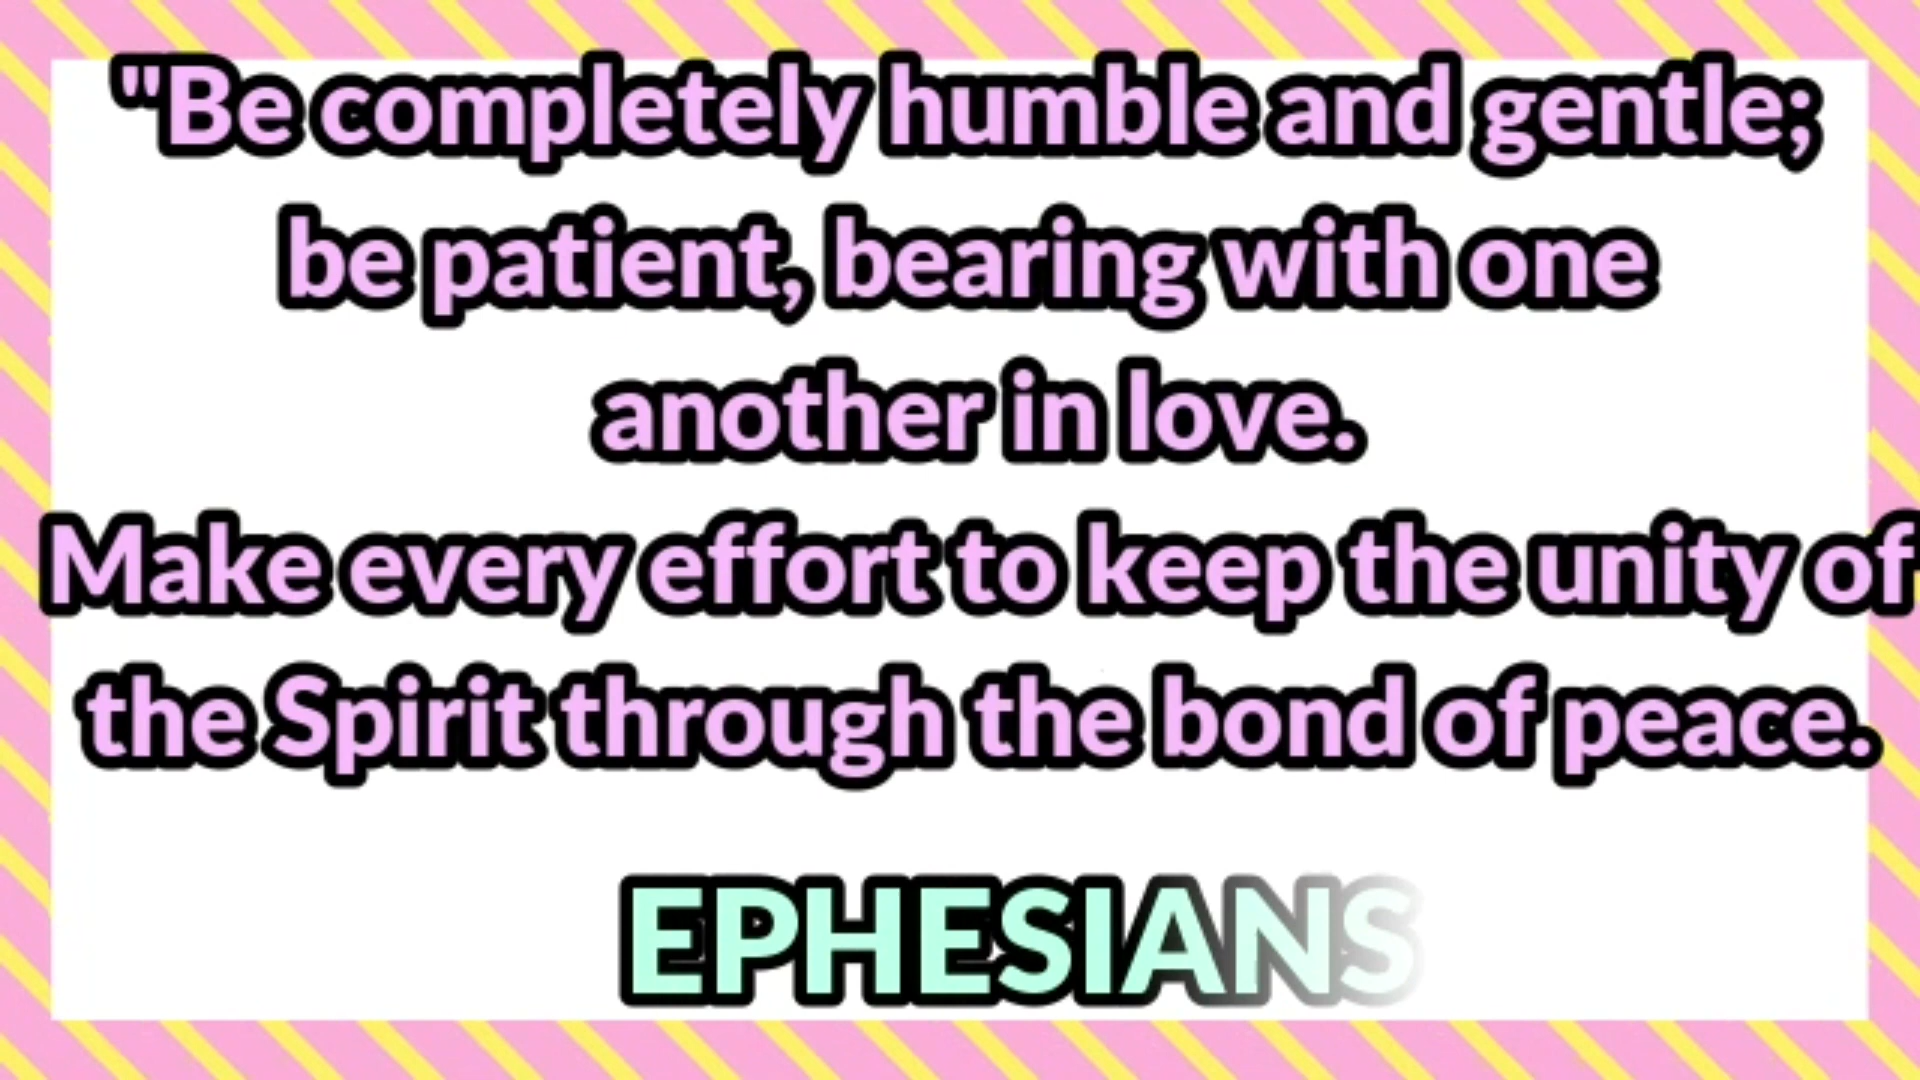 "Be completely humble and gentle;
be patient, bearing with one
another in love.
Make every effort to keep the unity of
the Spirit through the bond of peace.
EPHESIANS